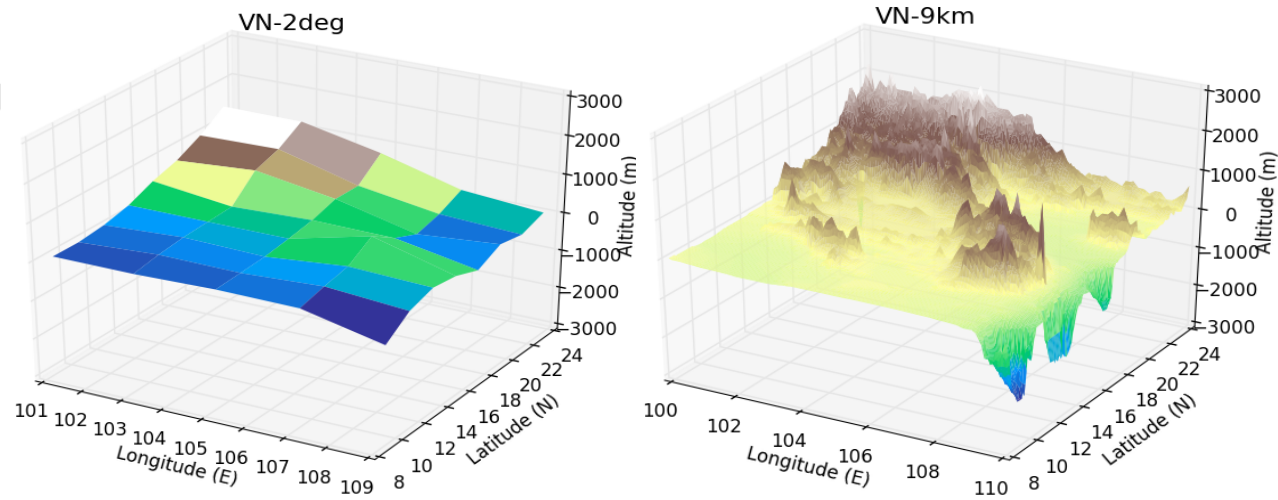 VN-2deg
3000
2000
1000
0
−1000
−2000
−3000
Altitude (m)
101 102 103 104 105 106 107 108 109
Longitude (E)
8 10 12 14 16 18 20 22 24
Latitude (N)
VN-9km
3000
2000
1000
0
−1000
−2000
−3000
Altitude (m)
100 102 104 106 108 110
Longitude (E)
8 10 12 14 16 18 20 22 24
Latitude (N)